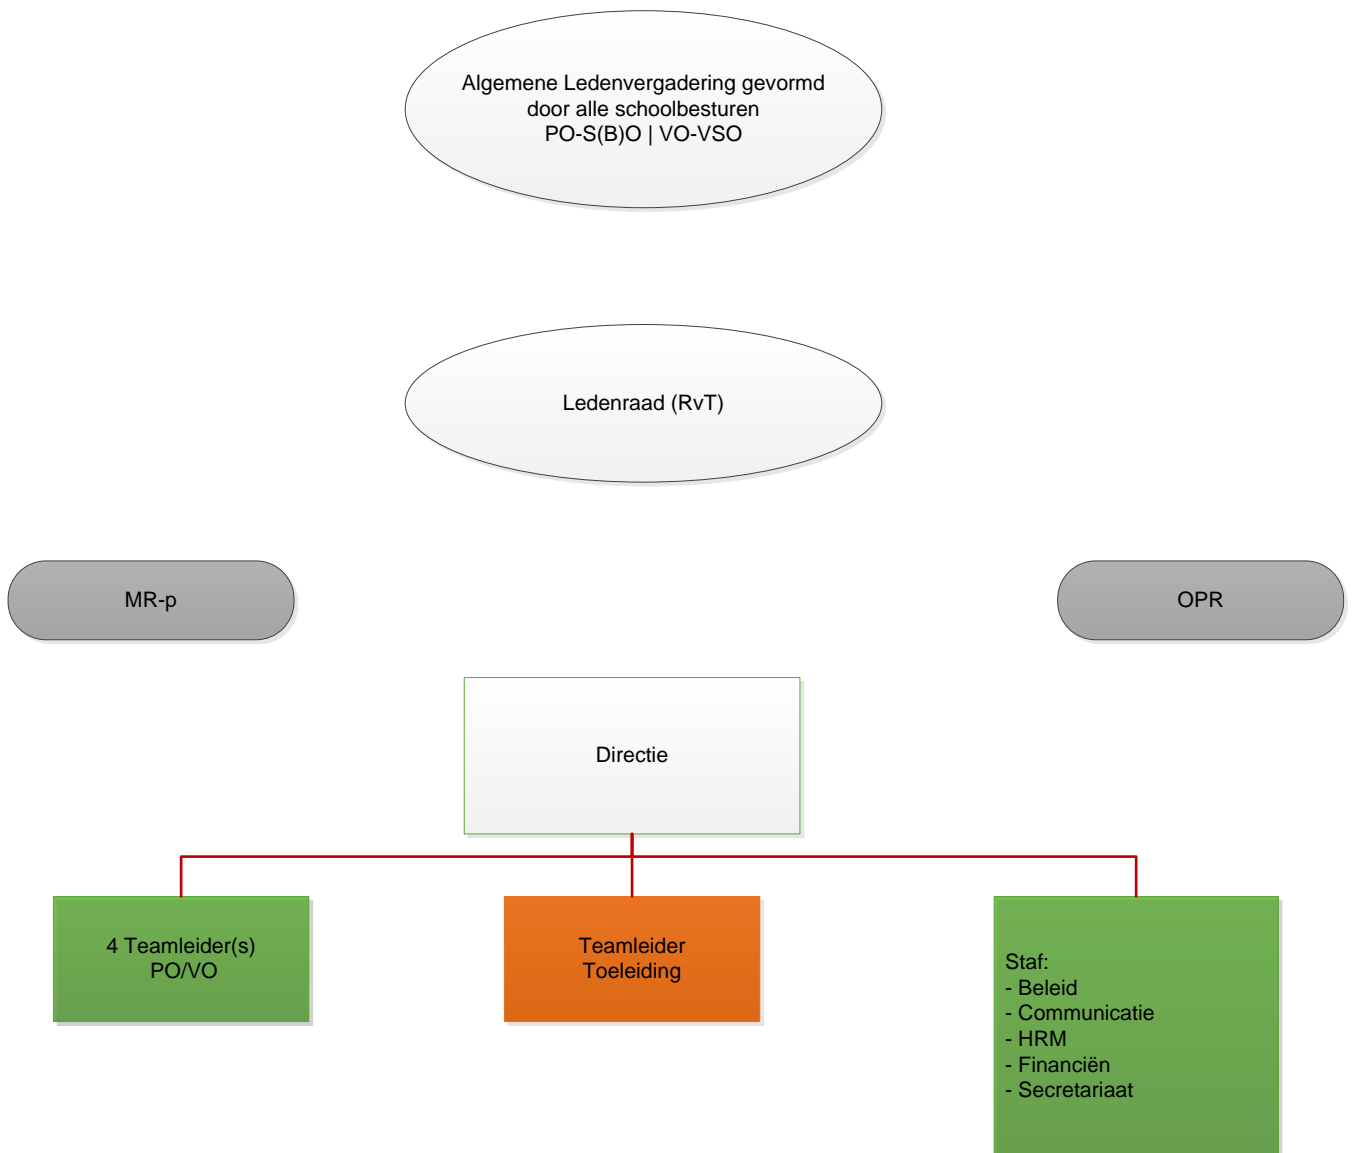 Algemene Ledenvergadering gevormd
door alle schoolbesturen
PO-S(B)O | VO-VSO
Ledenraad (RvT)
MR-p
OPR
Directie
4 Teamleider(s)
PO/VO
Teamleider
Toeleiding
Staf:
- Beleid
- Communicatie
- HRM
- Financiën
- Secretariaat